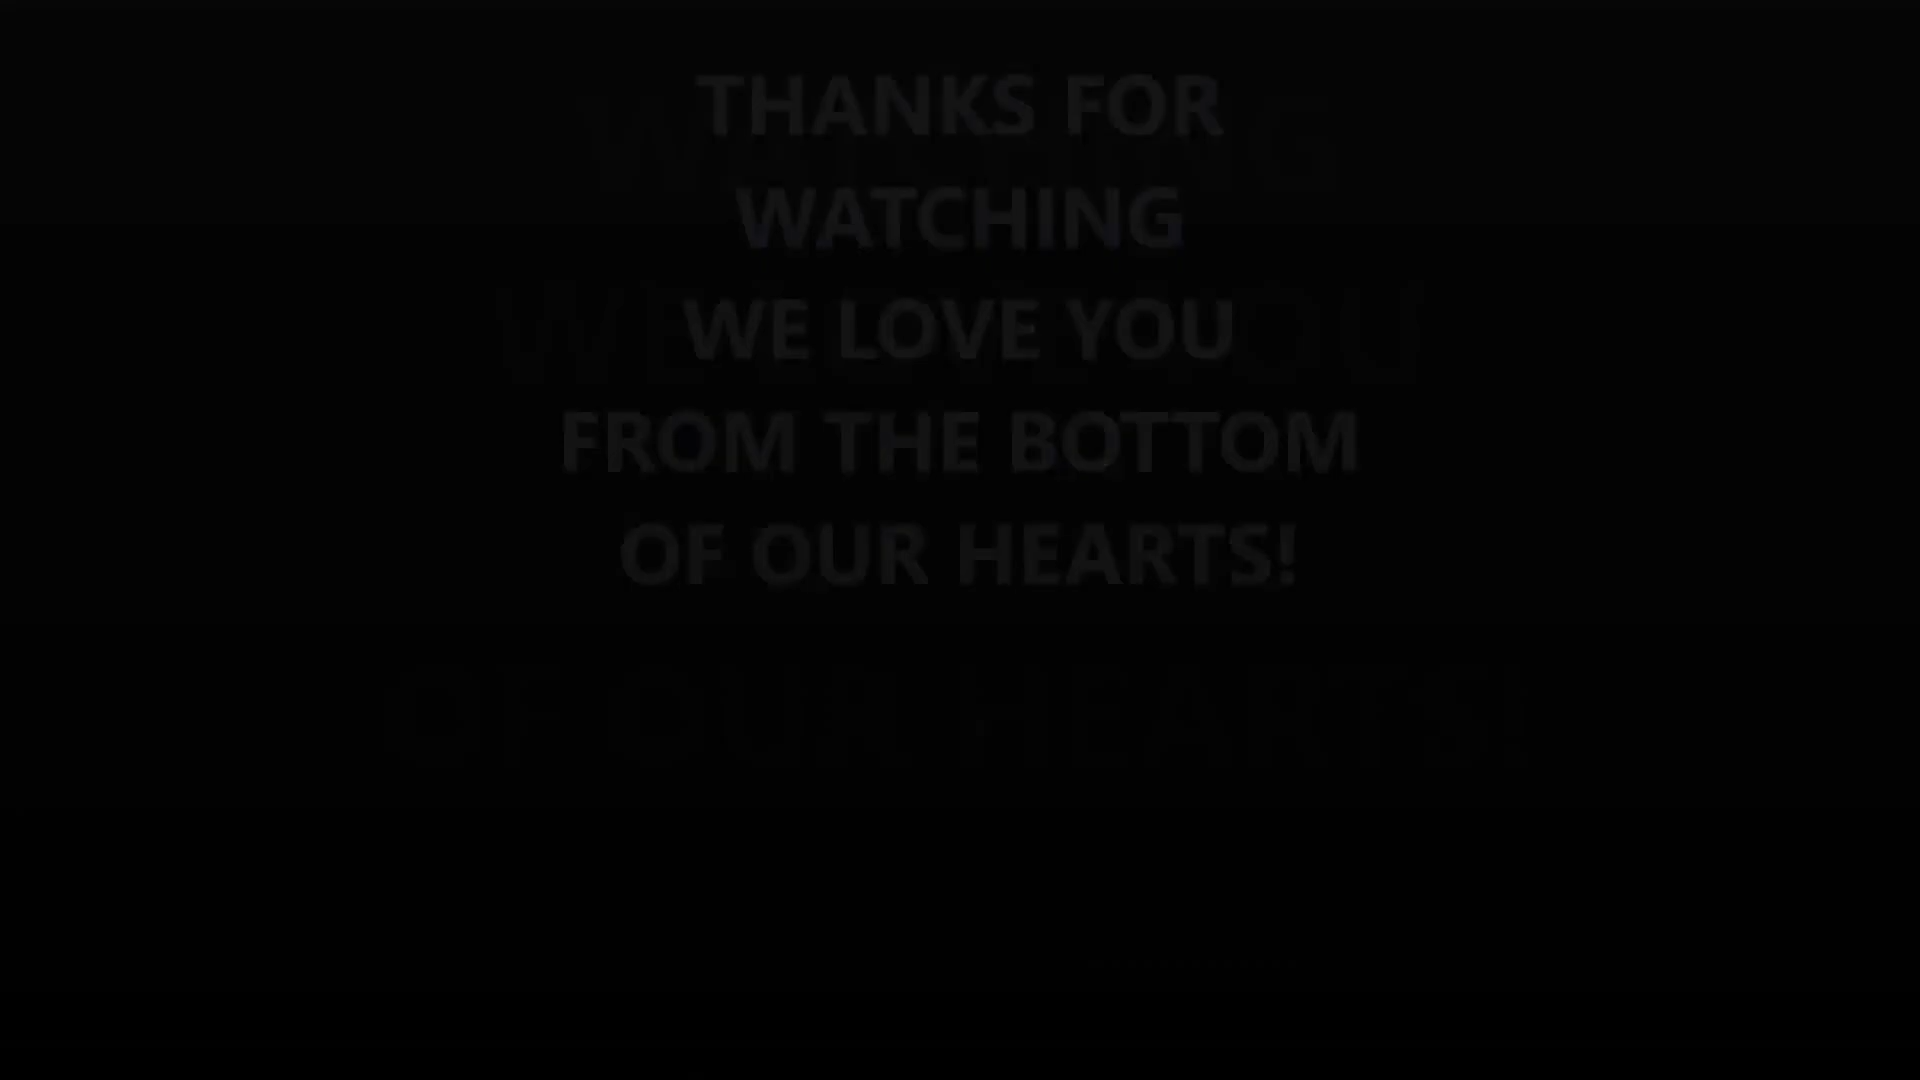 THANKS FOR
WATCHING
WE LOVE YOU
FROM THE BOTTOM
OF OUR HEARTS!